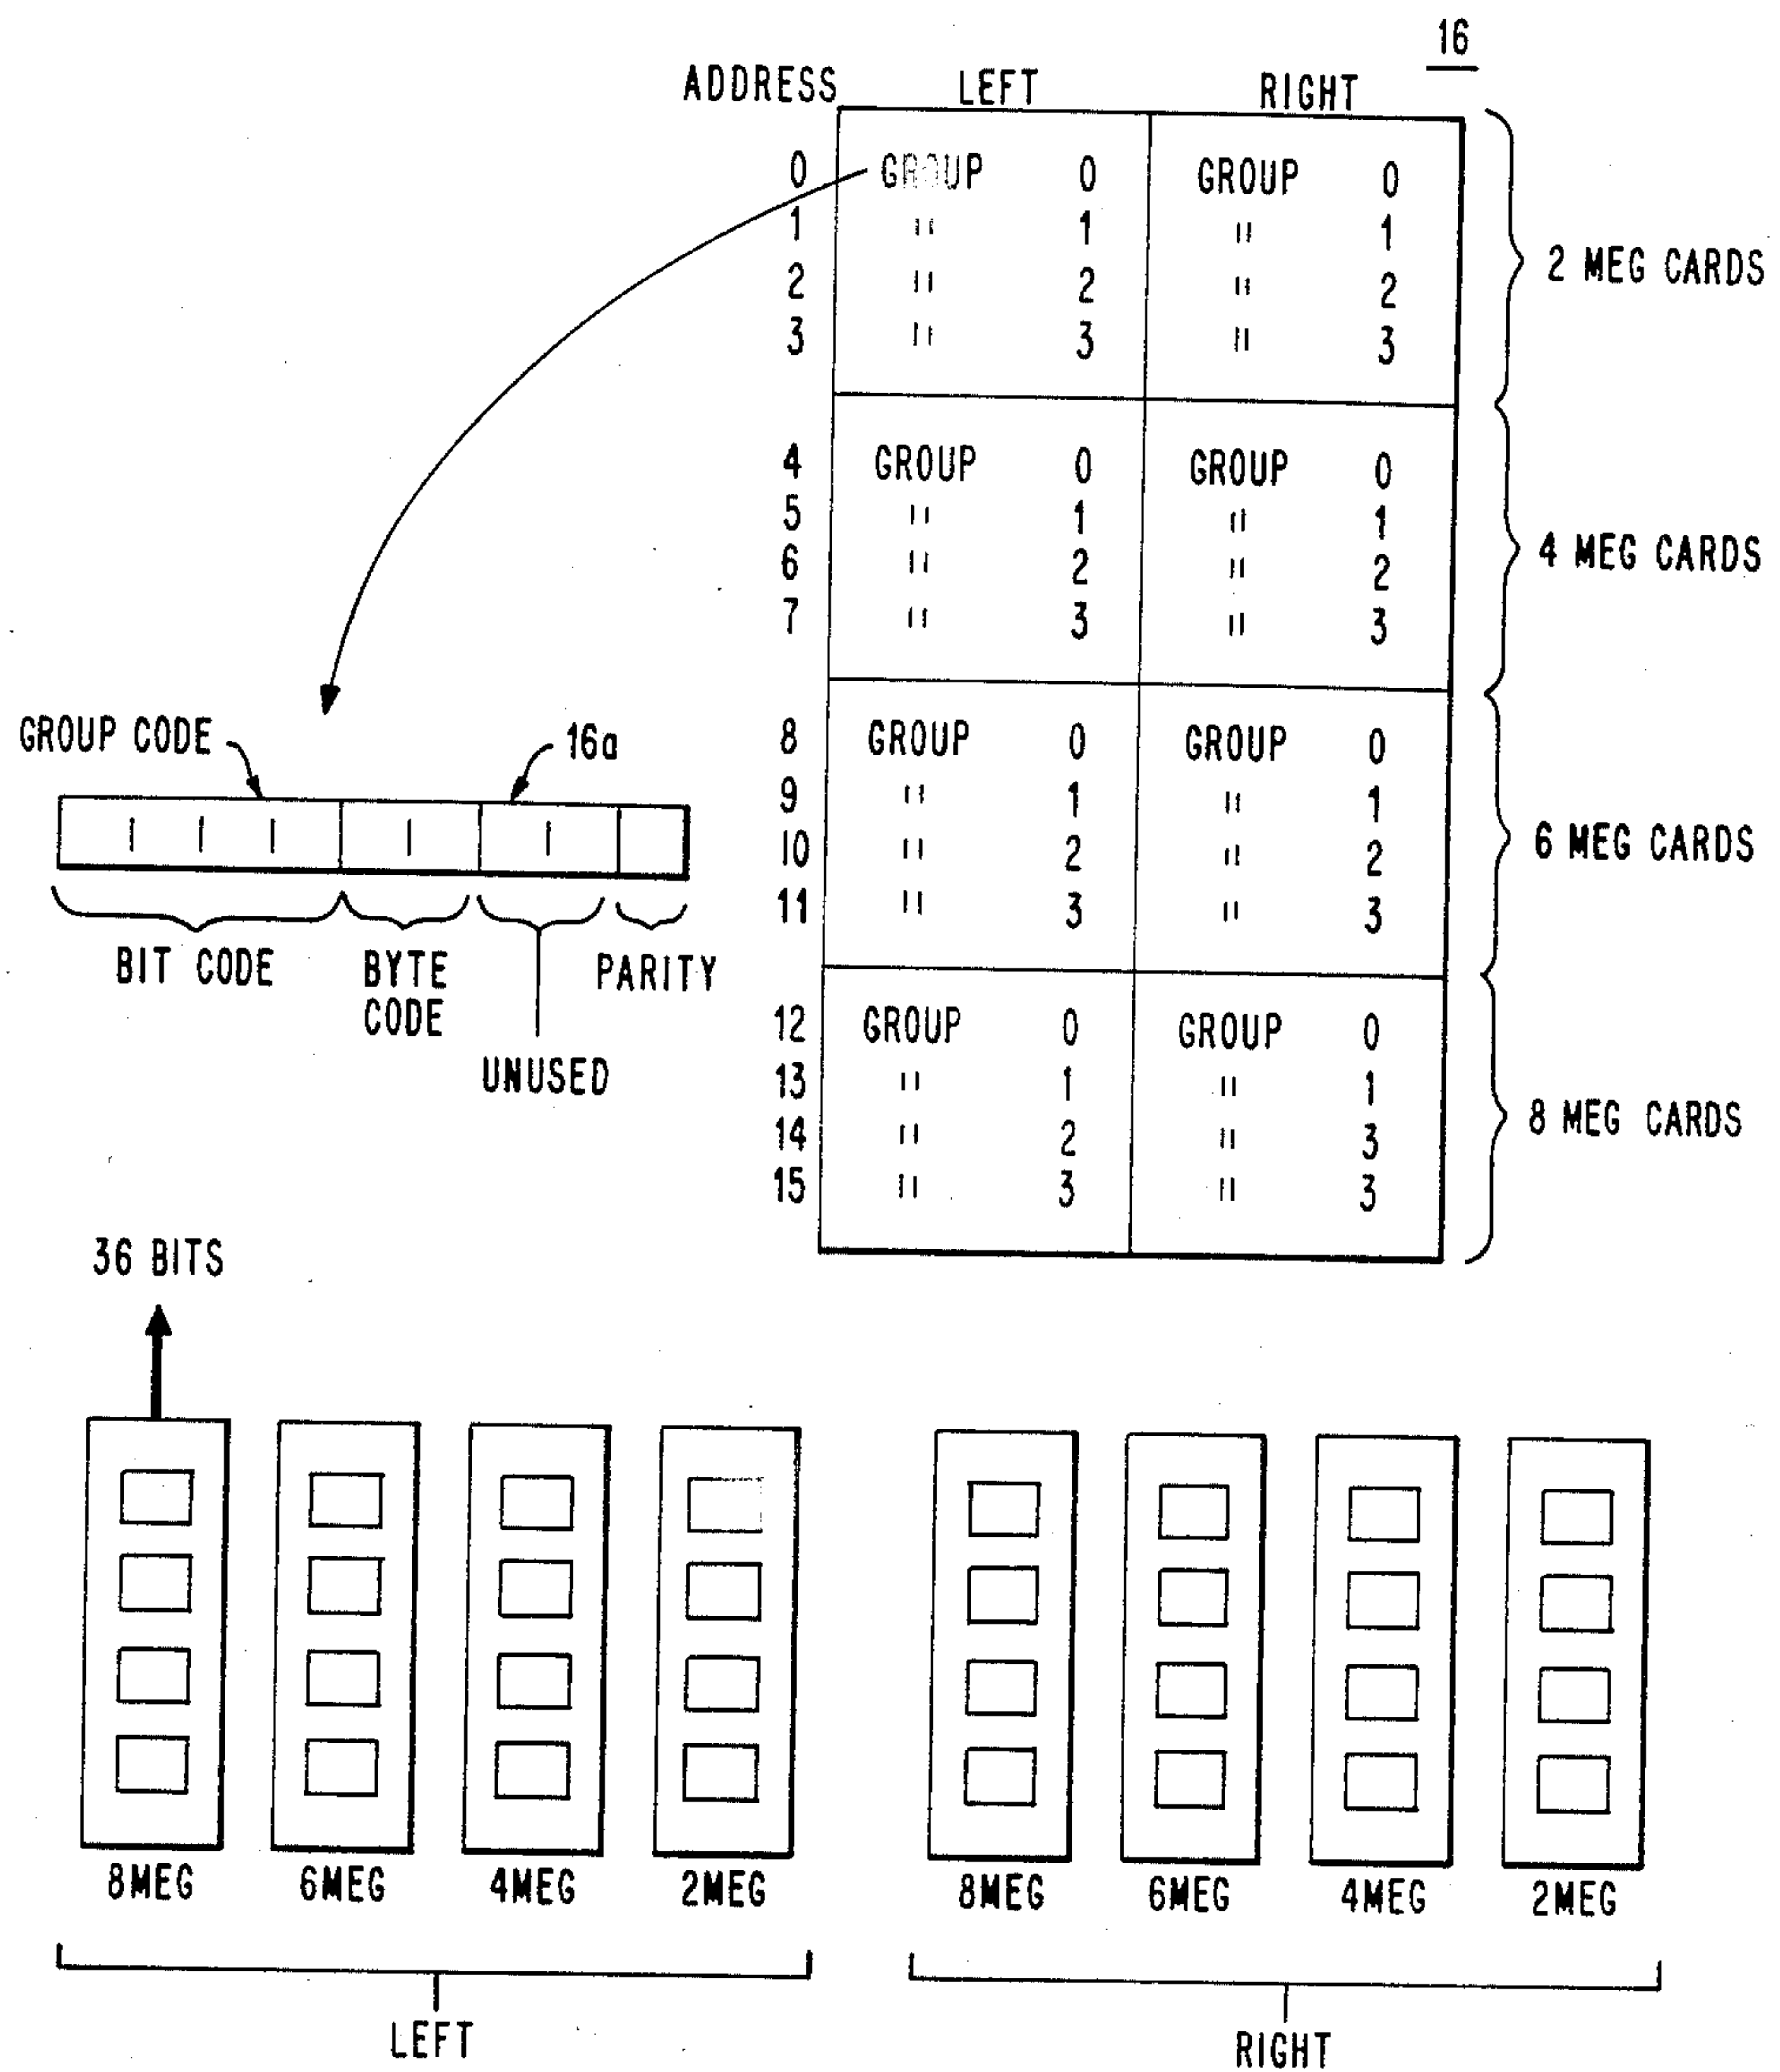 16
ADDRESS LEFT RIGHT
0 GROUP 0 GROUP 0
1 " 1 " 1
2 " 2 " 2
3 " 3 " 3
2 MEG CARDS
4 GROUP 0 GROUP 0
5 " 1 " 1
6 " 2 " 2
7 " 3 " 3
4 MEG CARDS
8 GROUP 0 GROUP 0
9 " 1 " 1
10 " 2 " 2
11 " 3 " 3
6 MEG CARDS
12 GROUP 0 GROUP 0
13 " 1 " 1
14 " 2 " 3
15 " 3 " 3
8 MEG CARDS
GROUP CODE
16a
BIT CODE
BYTE
CODE
UNUSED
PARITY
36 BITS
8MEG 6MEG 4MEG 2MEG
8MEG 6MEG 4MEG 2MEG
LEFT
RIGHT